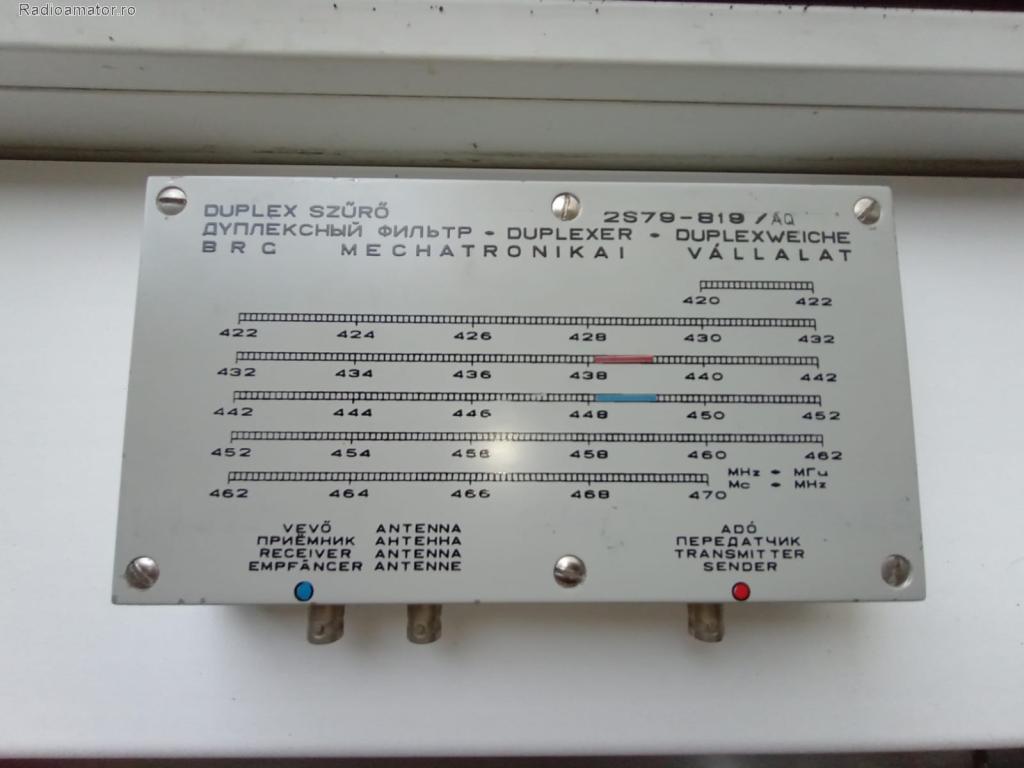 Radioamator.ro
DUPLEX SZŰRŐ 2S79-819 / AQ
ДУПЛЕКСНЫЙ ФИЛЬТР - DUPLEXER - DUPLEXWEICHE
BRG MECHATRONIKAI VÁLLALAT
420 422
422 424 426 428 430 432
432 434 436 438 440 442
442 444 446 448 450 452
452 454 456 458 460 462
MHz - МГц
462 464 466 468 470 Mc - MHz
VEVŐ ANTENNA ADÓ
ПРИЁМНИК АНТЕННА ПЕРЕДАТЧИК
RECEIVER ANTENNA TRANSMITTER
EMPFÄNGER ANTENNE SENDER